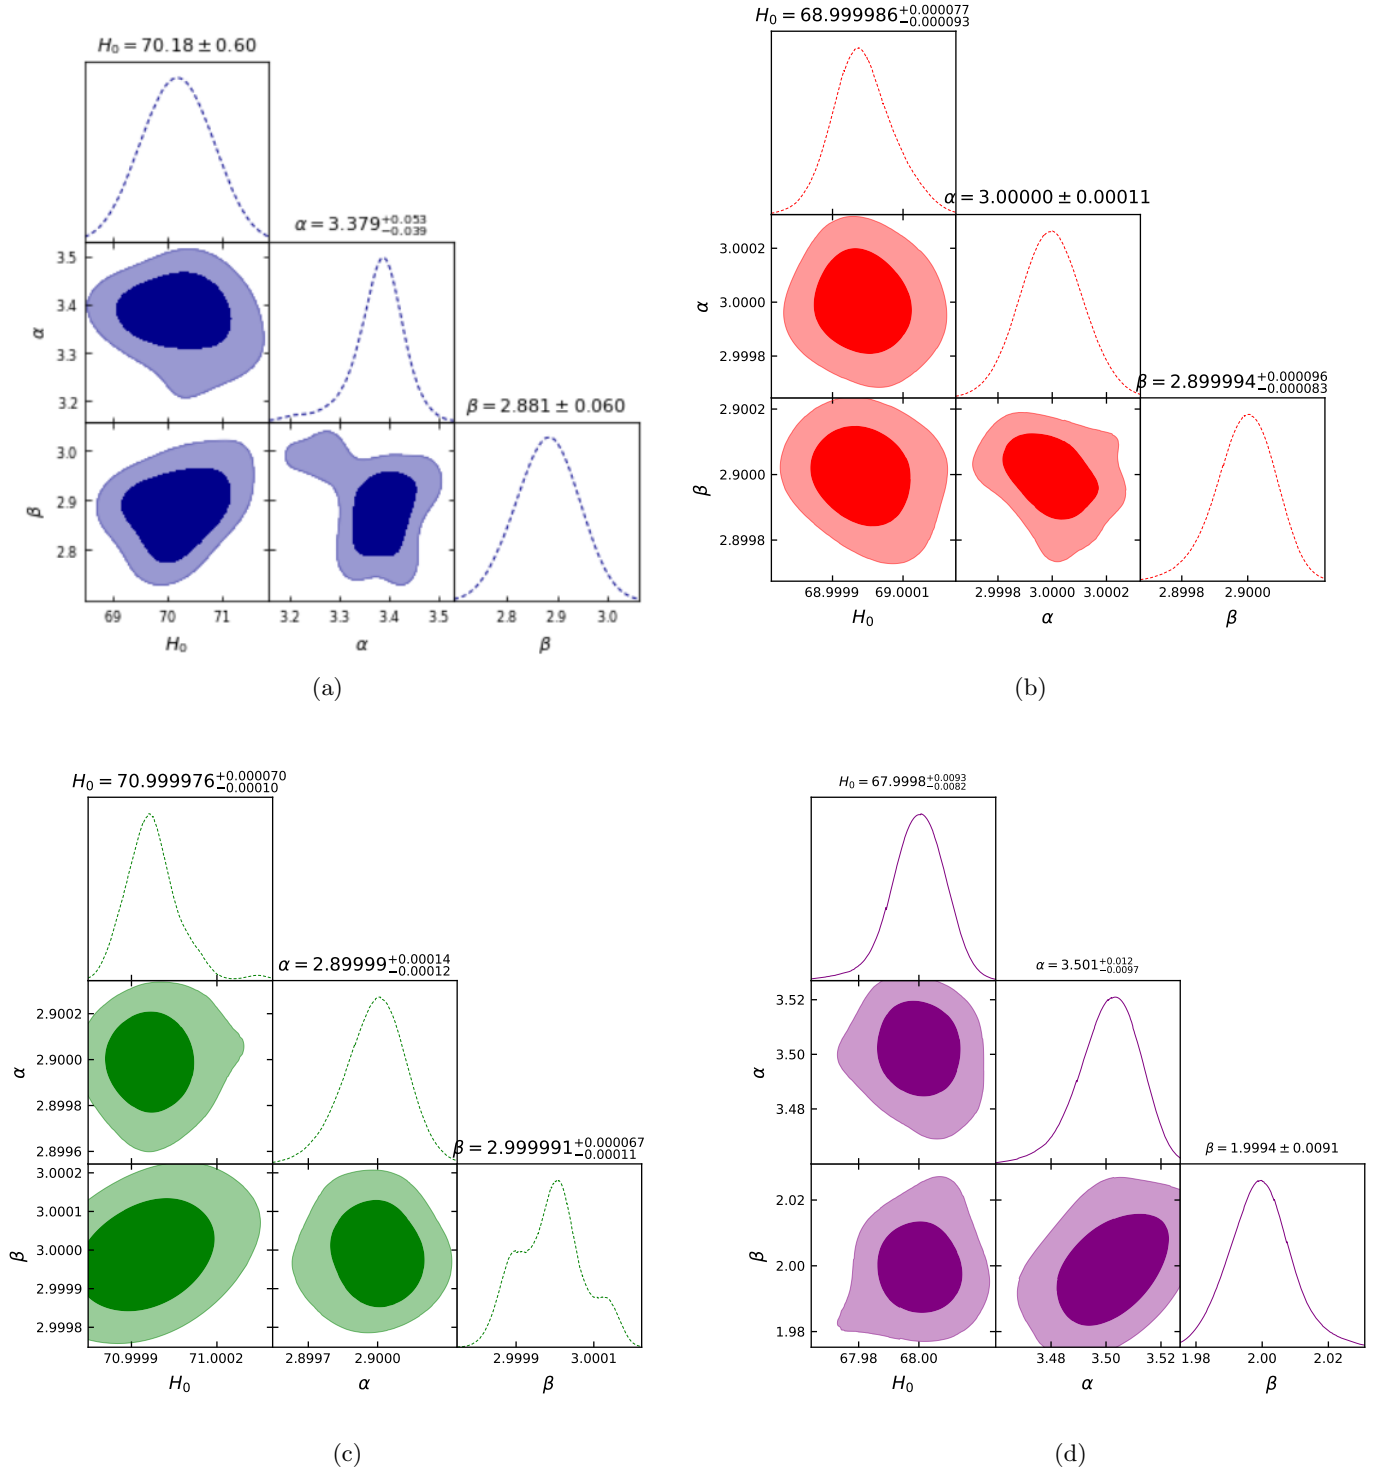 H₀ = 70.18 ± 0.60
α = 3.379 +0.053 −0.039
3.5
3.4
3.3
3.2
α
β = 2.881 ± 0.060
3.0
2.9
2.8
β
69 70 71
3.2 3.3 3.4 3.5
2.8 2.9 3.0
H₀ α β
(a)
H₀ = 68.999986 +0.000077 −0.000093
α = 3.00000 ± 0.00011
3.0002
3.0000
2.9998
α
β = 2.899994 +0.000096 −0.000083
2.9002
2.9000
2.8998
β
68.9999 69.0001
2.9998 3.0000 3.0002
2.8998 2.9000
H₀ α β
(b)
H₀ = 70.999976 +0.000070 −0.00010
α = 2.89999 +0.00014 −0.00012
2.9002
2.9000
2.8998
2.8996
α
β = 2.999991 +0.000067 −0.00011
3.0002
3.0001
3.0000
2.9999
2.9998
β
70.9999 71.0002
2.8997 2.9000
2.9999 3.0001
H₀ α β
(c)
H₀ = 67.9998 +0.0093 −0.0082
α = 3.501 +0.012 −0.0097
3.52
3.50
3.48
α
β = 1.9994 ± 0.0091
2.02
2.00
1.98
β
67.98 68.00
3.48 3.50 3.52
1.98 2.00 2.02
H₀ α β
(d)